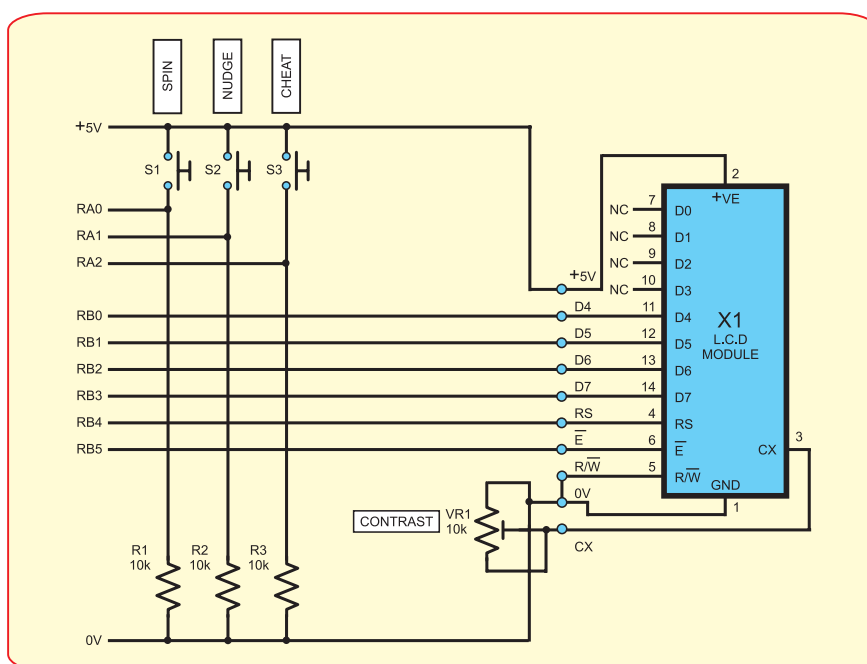 SPIN
NUDGE
CHEAT
+5V
S1
S2
S3
RA0
RA1
RA2
RB0
RB1
RB2
RB3
RB4
RB5
R1
10k
R2
10k
R3
10k
0V
CONTRAST
VR1
10k
+5V
D4
D5
D6
D7
RS
E̅
R/W̅
0V
CX
NC
NC
NC
NC
7
8
9
10
11
12
13
14
4
6
5
2
+VE
D0
D1
D2
D3
D4
D5
D6
D7
RS
E̅
R/W̅
X1
L.C.D
MODULE
CX
3
GND
1